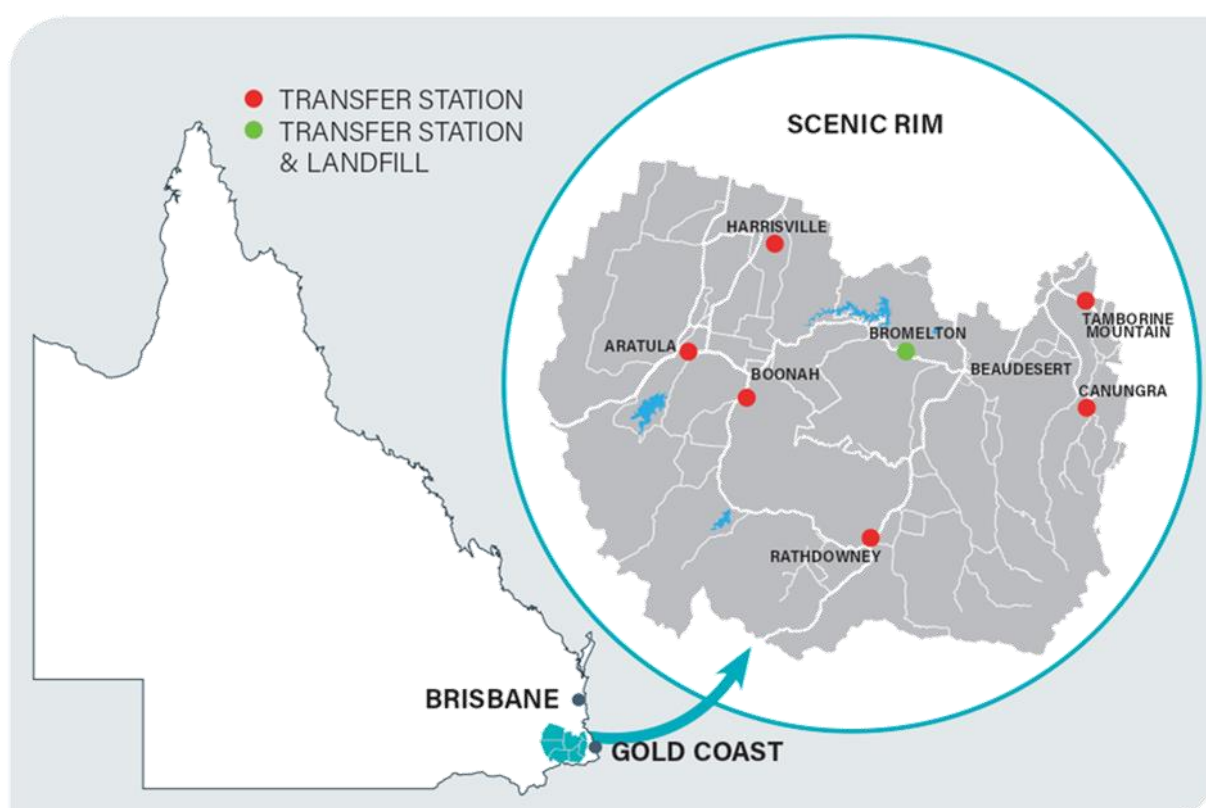 TRANSFER STATION
TRANSFER STATION
& LANDFILL
SCENIC RIM
HARRISVILLE
TAMBORINE
MOUNTAIN
BROMELTON
ARATULA
BOONAH
BEAUDESERT
CANUNGRA
RATHDOWNEY
BRISBANE
GOLD COAST